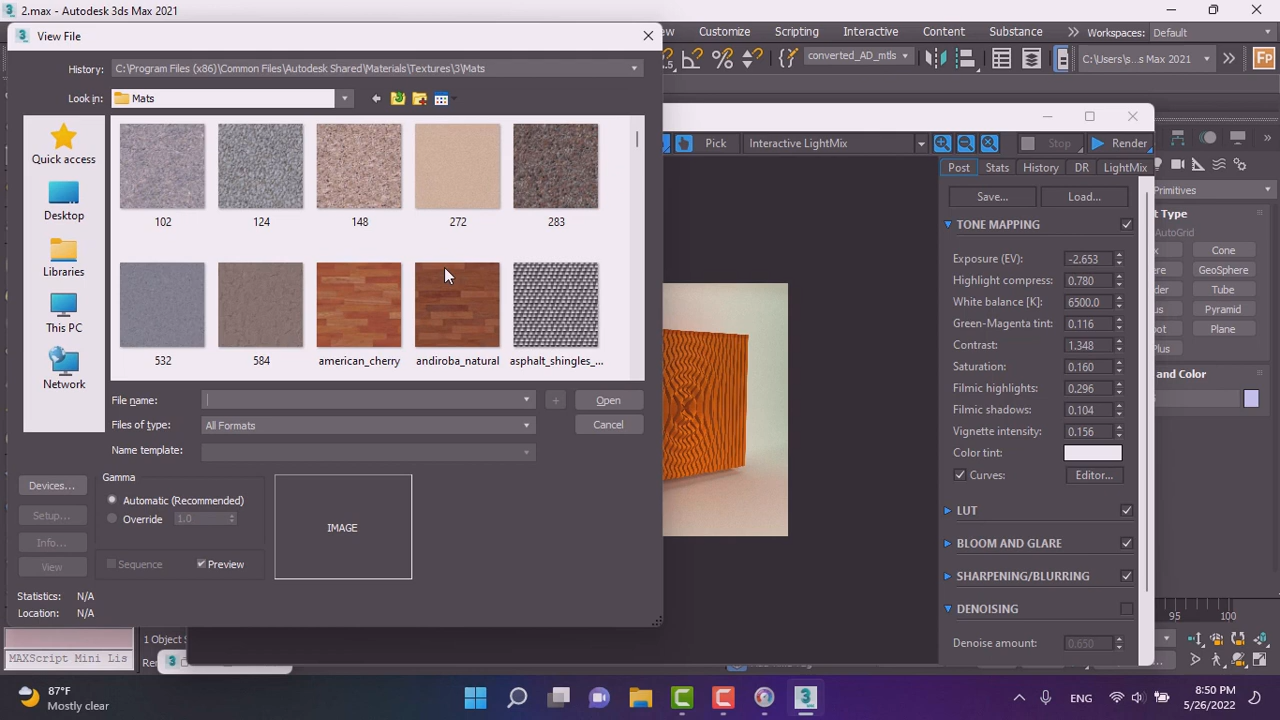 2.max - Autodesk 3ds Max 2021
View File
Customize
Scripting
Interactive
Content
Substance
Workspaces:
Default
History:
C:\Program Files (x86)\Common Files\Autodesk Shared\Materials\Textures\3\Mats
converted_AD_mtls
C:\Users\...s Max 2021
Look in:
Mats
Quick access
Desktop
Libraries
This PC
Network
102
124
148
272
283
532
584
american_cherry
andiroba_natural
asphalt_shingles_...
File name:
Open
Files of type:
All Formats
Cancel
Name template:
Devices...
Setup...
Info...
View
Gamma
Automatic (Recommended)
Override
1.0
Sequence
Preview
IMAGE
Statistics:
N/A
Location:
N/A
Pick
Interactive LightMix
Stop
Render
Post
Stats
History
DR
LightMix
Save...
Load...
TONE MAPPING
Exposure (EV):
-2.653
Highlight compress:
0.780
White balance [K]
6500.0
Green-Magenta tint:
0.116
Contrast:
1.348
Saturation:
0.160
Filmic highlights:
0.296
Filmic shadows:
0.104
Vignette intensity:
0.156
Color tint:
Curves:
Editor...
LUT
BLOOM AND GLARE
SHARPENING/BLURRING
DENOISING
Denoise amount:
0.650
Primitives
Type
AutoGrid
Cone
GeoSphere
Tube
Pyramid
Plane
Plus
and Color
95
100
MAXScript Mini Lis
1 Object S
87°F
Mostly clear
ENG
8:50 PM
5/26/2022